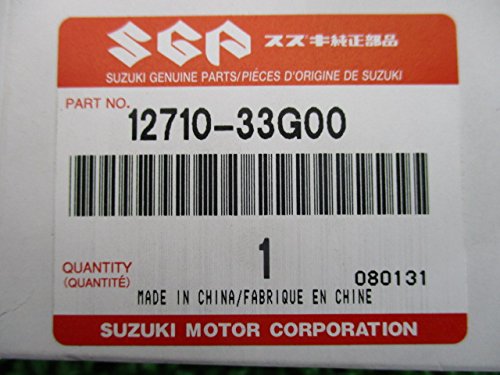 SGP スズキ純正部品
SUZUKI GENUINE PARTS/PIÈCES D'ORIGINE DE SUZUKI
PART NO.
12710-33G00
QUANTITY
(QUANTITÉ)
1
080131
MADE IN CHINA/FABRIQUE EN CHINE
SUZUKI MOTOR CORPORATION